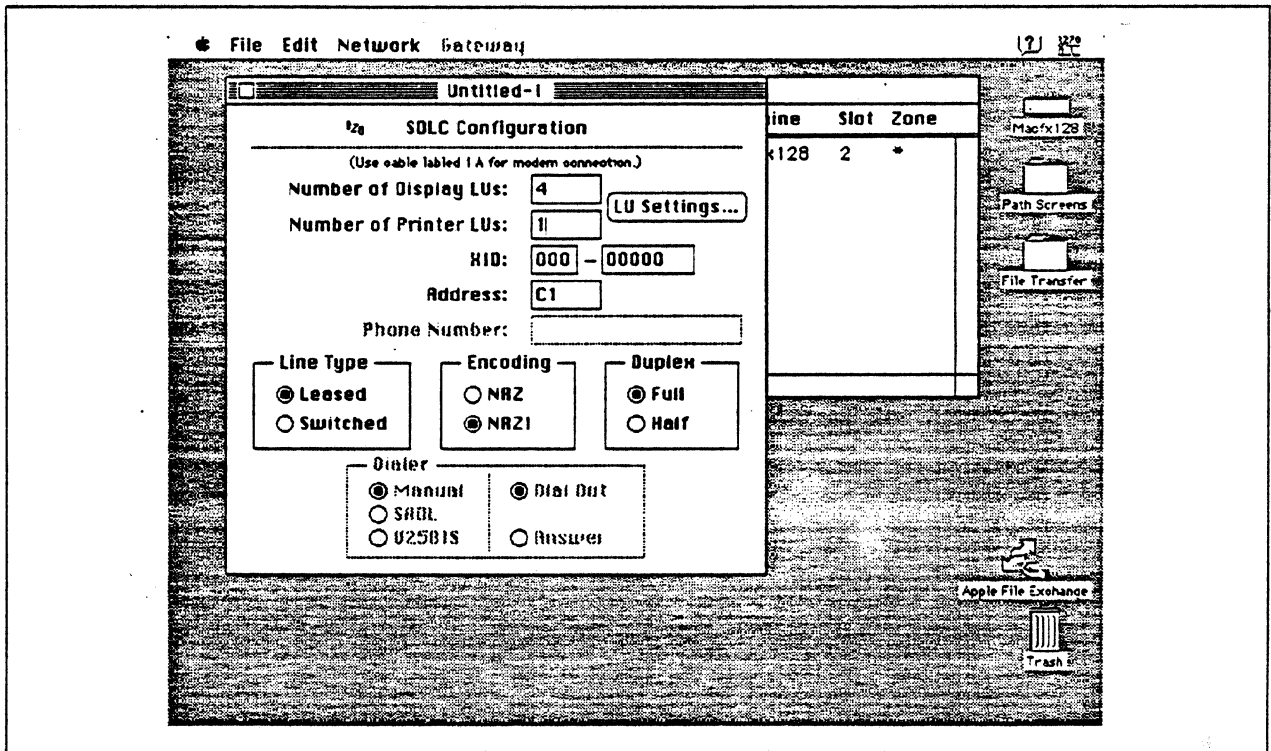 File Edit Network Gateway
Untitled-1
SDLC Configuration
(Use cable labled 1 A for modem connection.)
Number of Display LUs: 4
LU Settings...
Number of Printer LUs: 1
XID: 000 - 00000
Address: C1
Phone Number:
Line Type
Leased
Switched
Encoding
NRZ
NRZI
Duplex
Full
Half
Dialer
Manual
SADL
V25BIS
Dial Out
Answer
ine Slot Zone
x128 2 *
Macfx128
Path Screens
File Transfer
Apple File Exchange
Trash